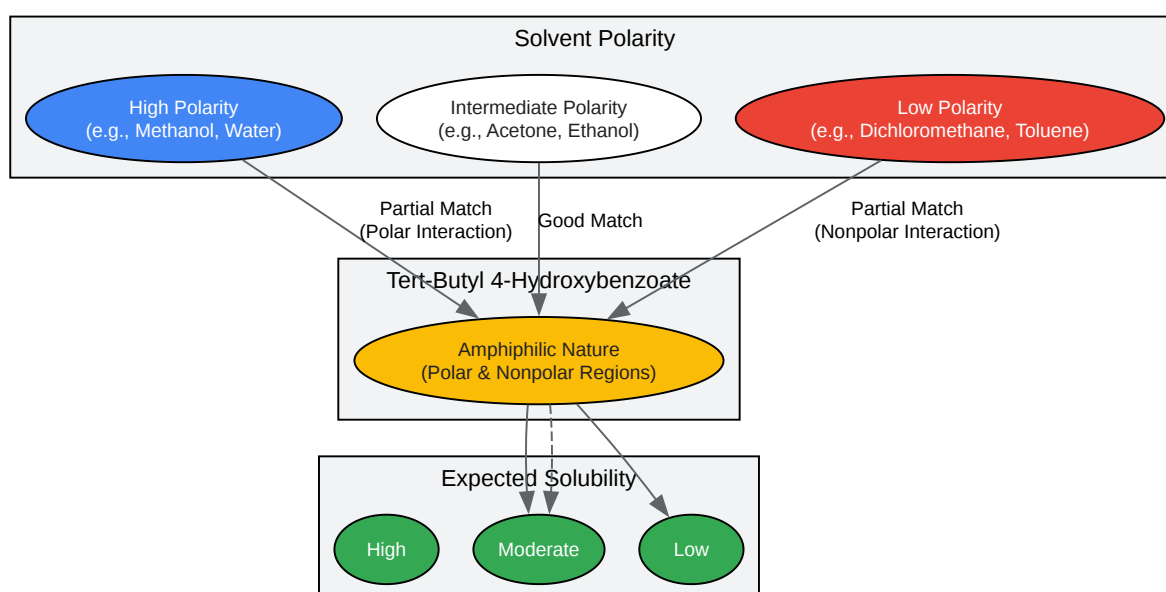 Solvent Polarity
High Polarity
(e.g., Methanol, Water)
Intermediate Polarity
(e.g., Acetone, Ethanol)
Low Polarity
(e.g., Dichloromethane, Toluene)
Partial Match
(Polar Interaction)
Good Match
Partial Match
(Nonpolar Interaction)
Tert-Butyl 4-Hydroxybenzoate
Amphiphilic Nature
(Polar & Nonpolar Regions)
Expected Solubility
High
Moderate
Low